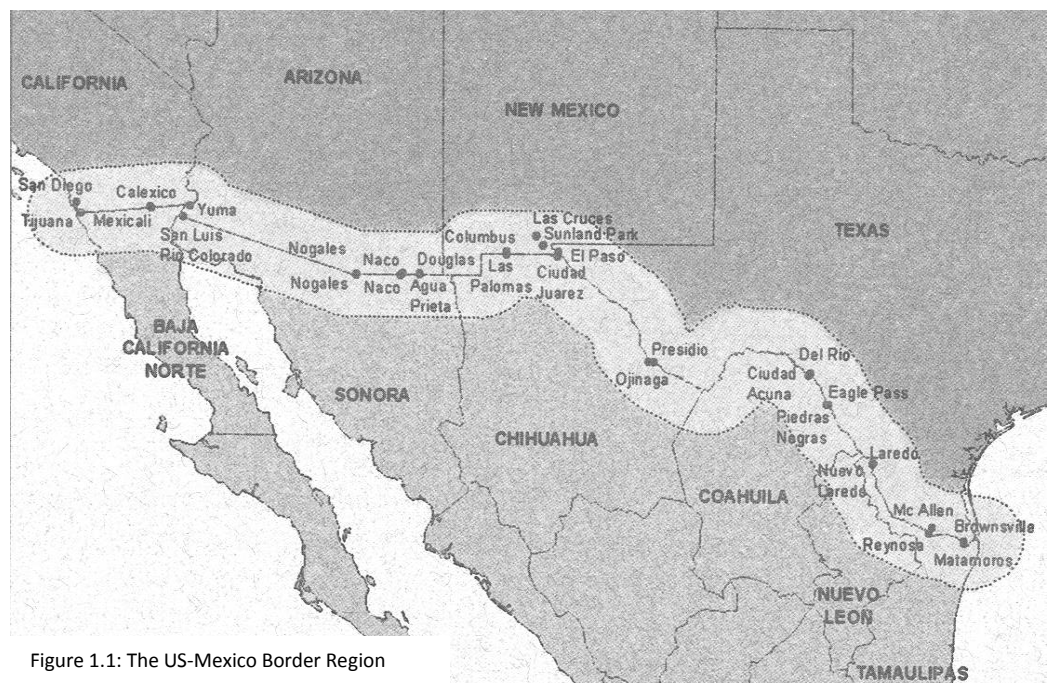 CALIFORNIA
ARIZONA
NEW MEXICO
TEXAS
San Diego
Calexico
Yuma
Tijuana
Mexicali
San Luis
Rio Colorado
Nogales
Nogales
Naco
Naco
Douglas
Agua
Prieta
Columbus
Las
Palomas
Las Cruces
Sunland Park
El Paso
Ciudad
Juarez
Presidio
Ojinaga
Del Rio
Ciudad
Acuna
Eagle Pass
Piedras
Negras
Laredo
Nuevo
Laredo
Mc Allen
Reynosa
Brownsville
Matamoros
BAJA
CALIFORNIA
NORTE
SONORA
CHIHUAHUA
COAHUILA
NUEVO
LEON
TAMAULIPAS
Figure 1.1: The US-Mexico Border Region